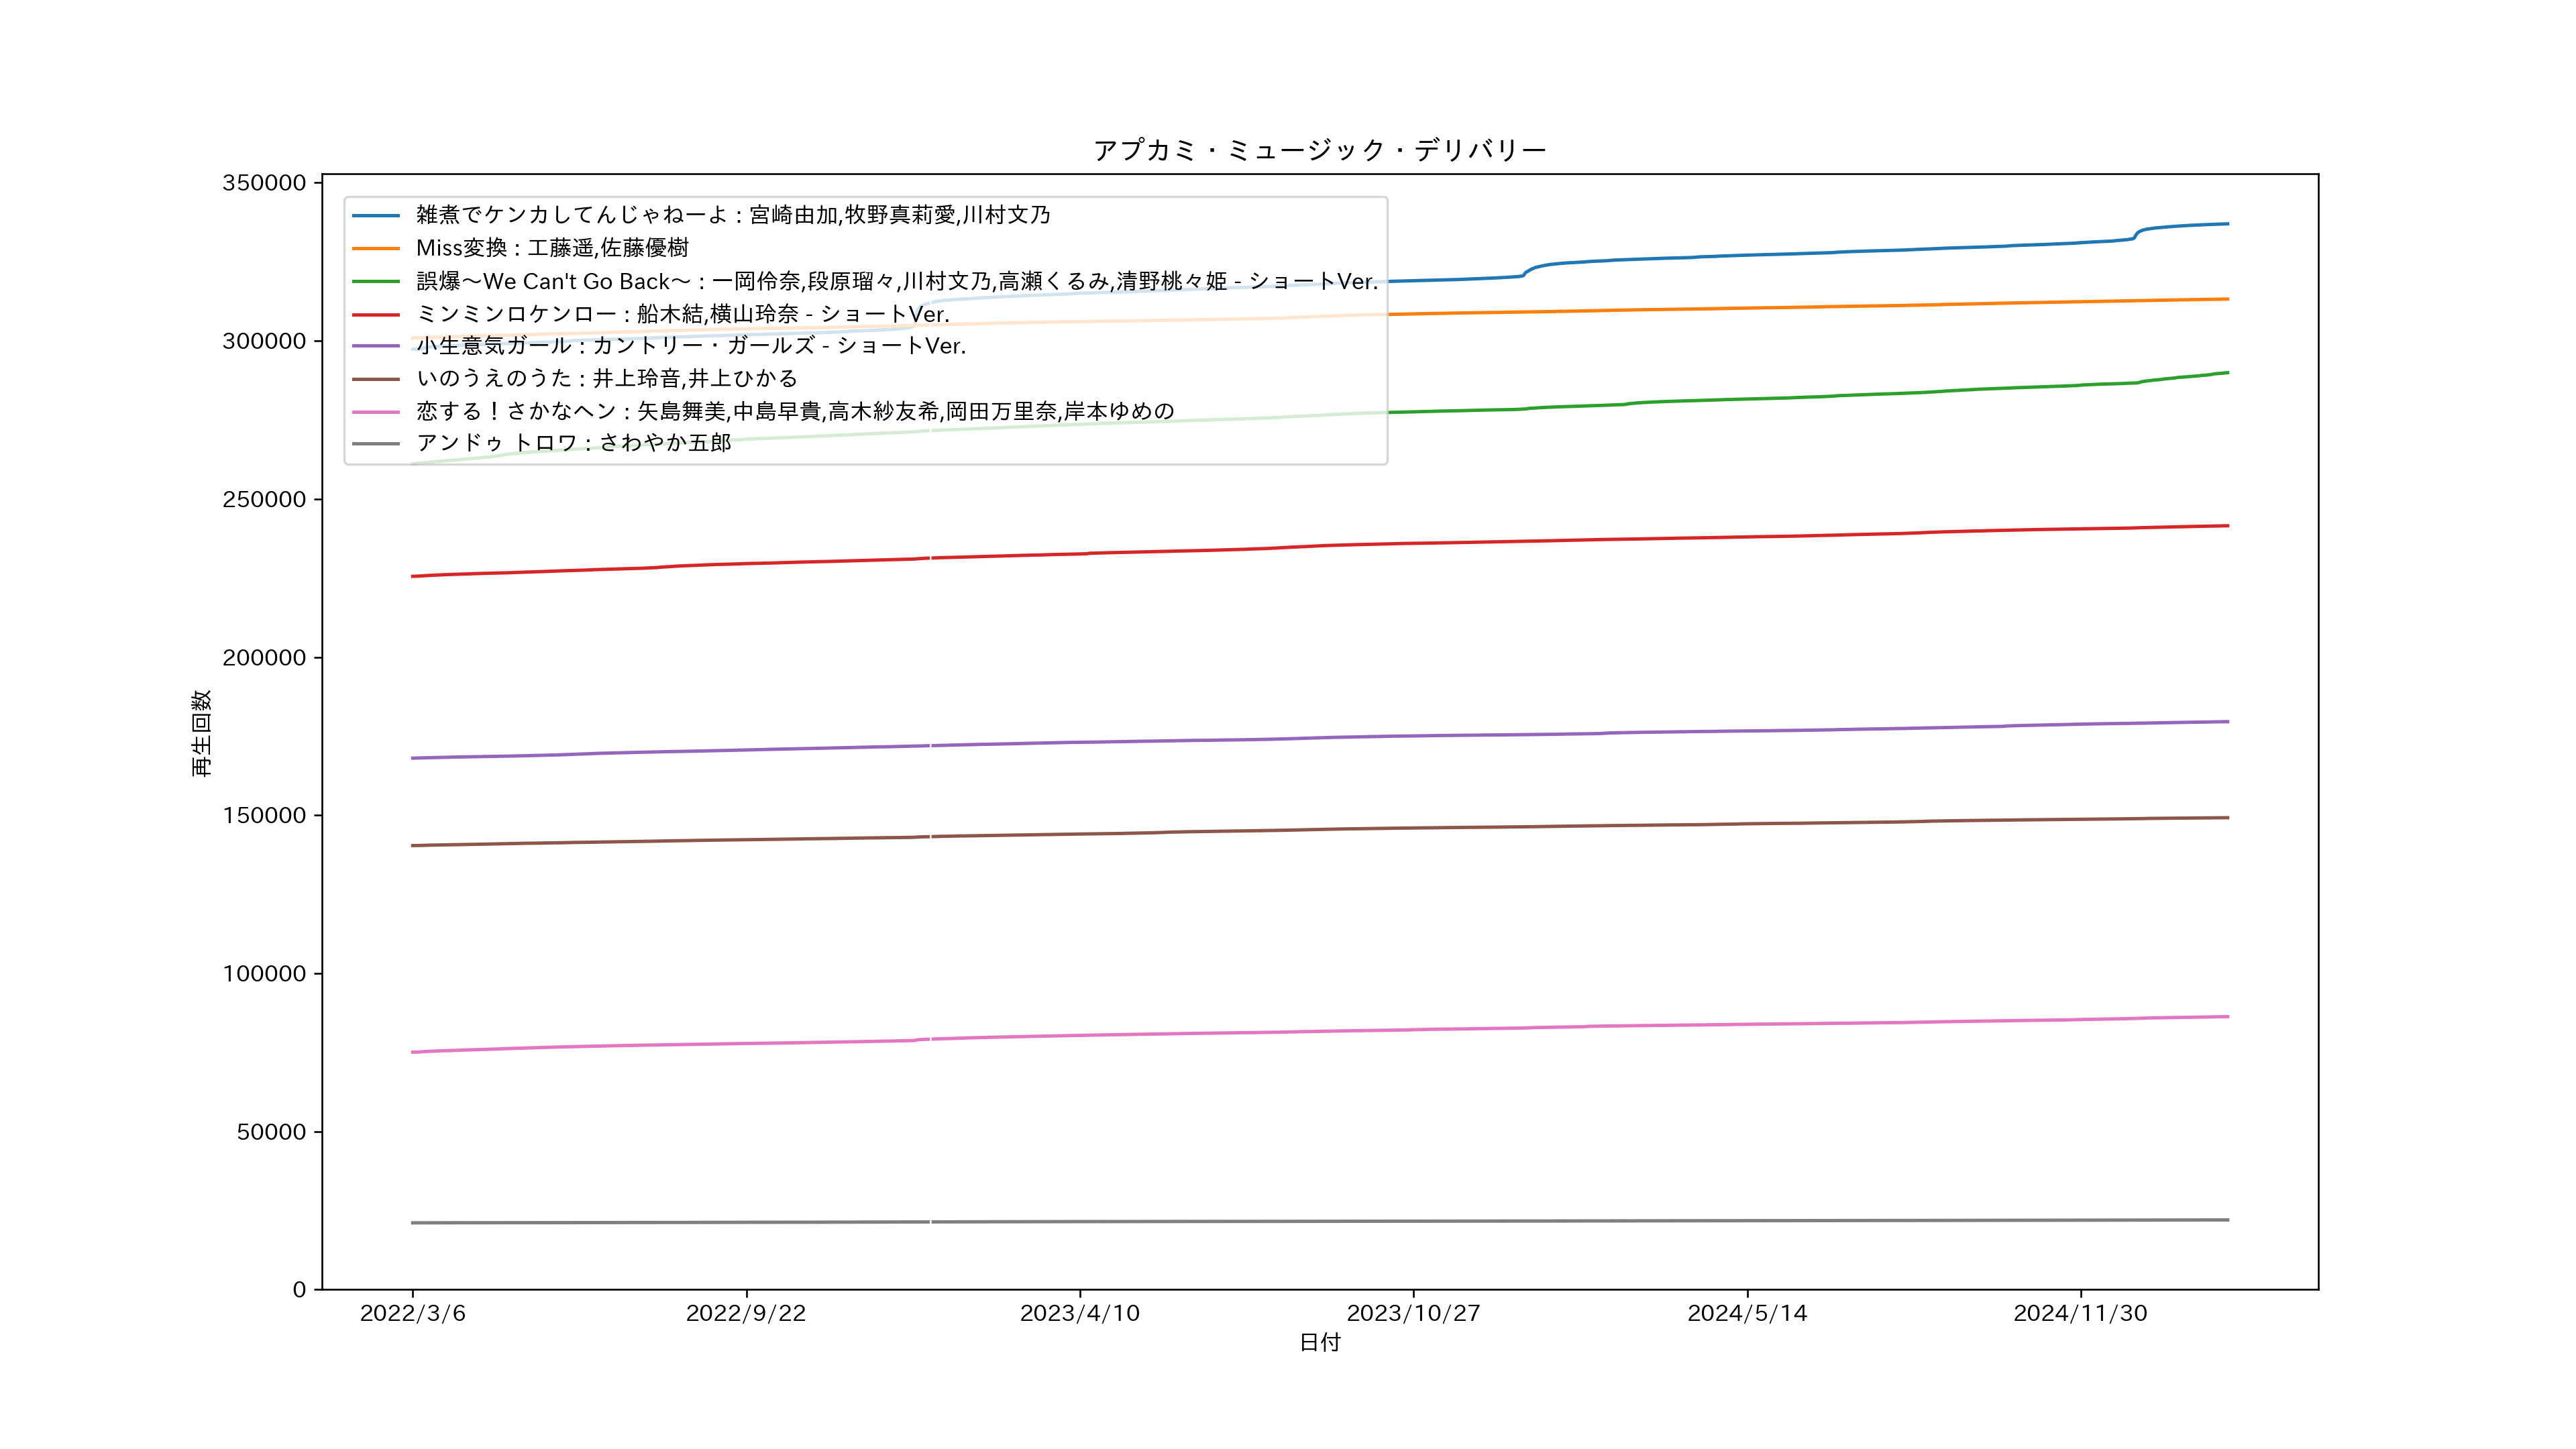 アプカミ・ミュージック・デリバリー
350000
300000
250000
200000
150000
100000
50000
0
再生回数
雑煮でケンカしてんじゃねーよ : 宮崎由加,牧野真莉愛,川村文乃
Miss変換 : 工藤遥,佐藤優樹
誤爆～We Can't Go Back～ : 一岡伶奈,段原瑠々,川村文乃,高瀬くるみ,清野桃々姫 - ショートVer.
ミンミンロケンロー : 船木結,横山玲奈 - ショートVer.
小生意気ガール : カントリー・ガールズ - ショートVer.
いのうえのうた : 井上玲音,井上ひかる
恋する！さかなヘン : 矢島舞美,中島早貴,高木紗友希,岡田万里奈,岸本ゆめの
アンドゥ トロワ : さわやか五郎
2022/3/6 2022/9/22 2023/4/10 2023/10/27 2024/5/14 2024/11/30
日付